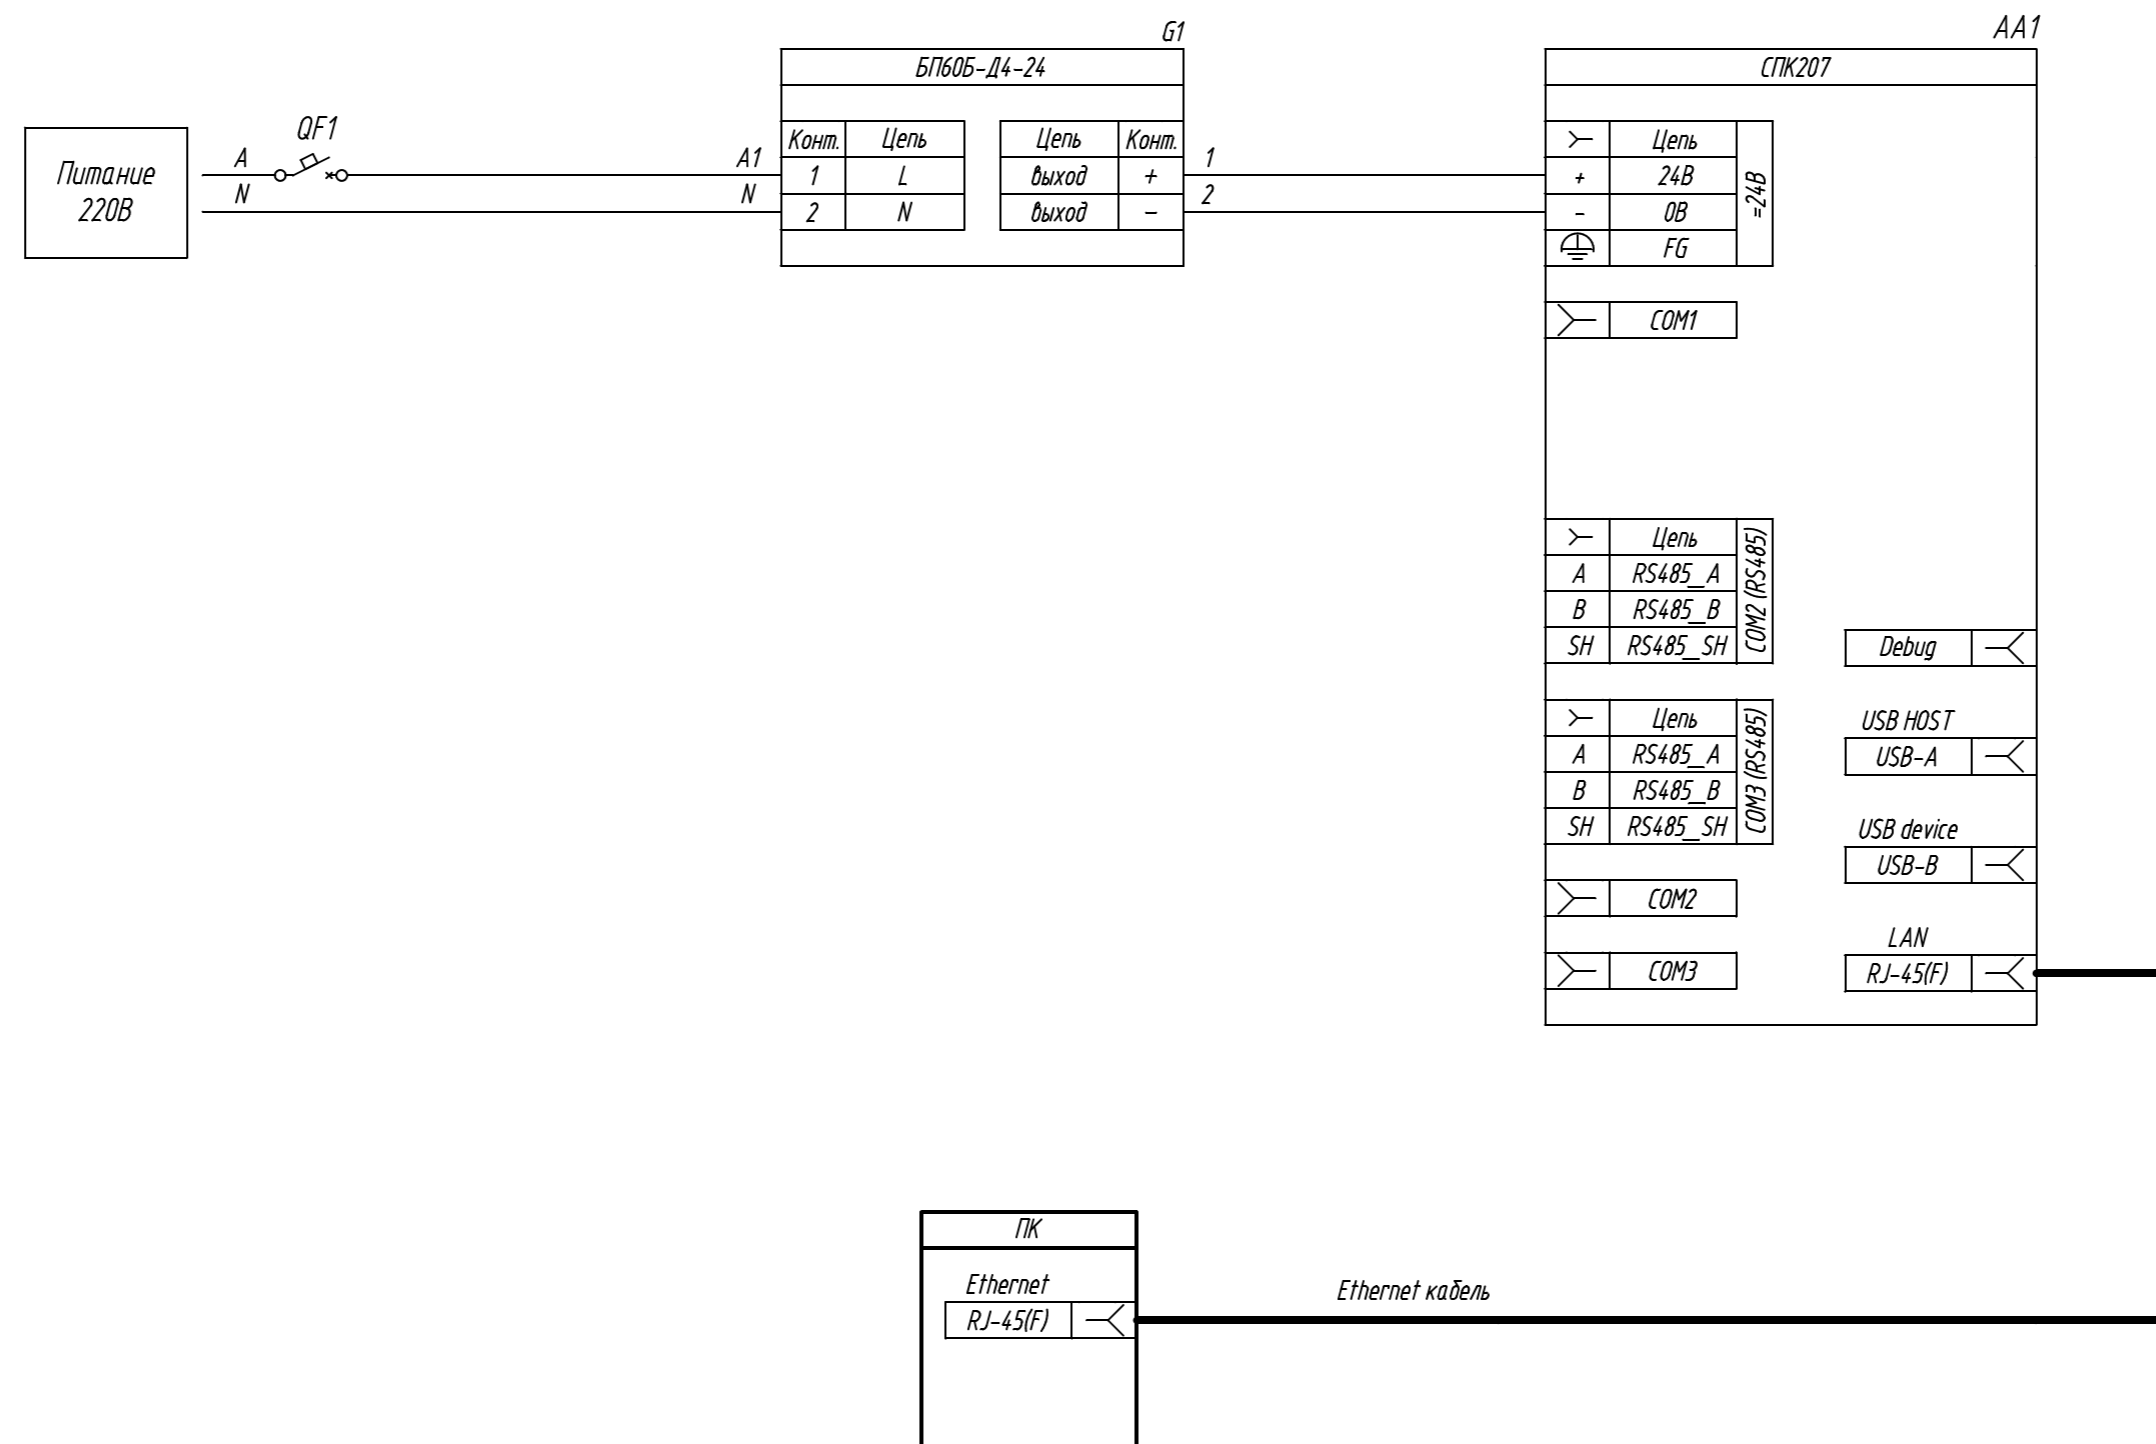 G1
БП60Б-Д4-24
Конт. Цепь
1 L
2 N
Цепь Конт.
выход +
выход –
AA1
СПК207
Питание
220В
QF1
A
N
A1
N
1
2
Цепь
+ 24В
- 0В
FG
=24В
COM1
Цепь
A RS485_A
B RS485_B
SH RS485_SH
COM2 (RS485)
Цепь
A RS485_A
B RS485_B
SH RS485_SH
COM3 (RS485)
COM2
COM3
Debug
USB HOST
USB-A
USB device
USB-B
LAN
RJ-45(F)
ПК
Ethernet
RJ-45(F)
Ethernet кабель